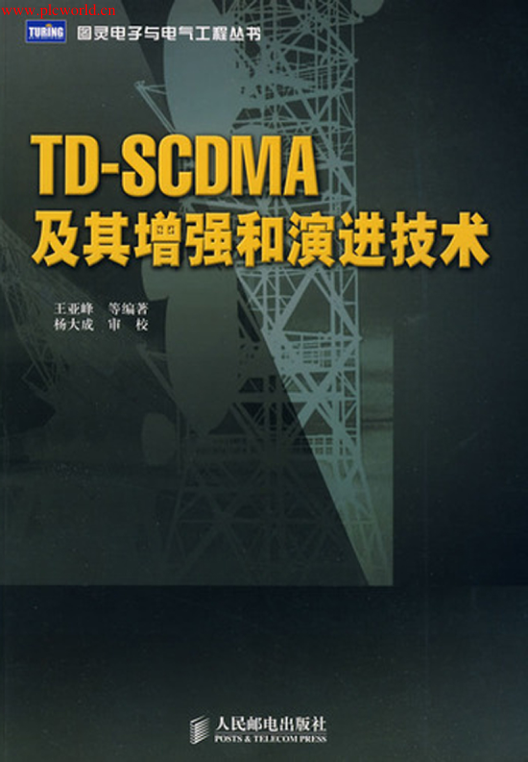 www.plcworld.cn
TURING 图灵电子与电气工程丛书
TD-SCDMA
及其增强和演进技术
王亚峰 等编著
杨大成 审 校
人民邮电出版社
POSTS & TELECOM PRESS